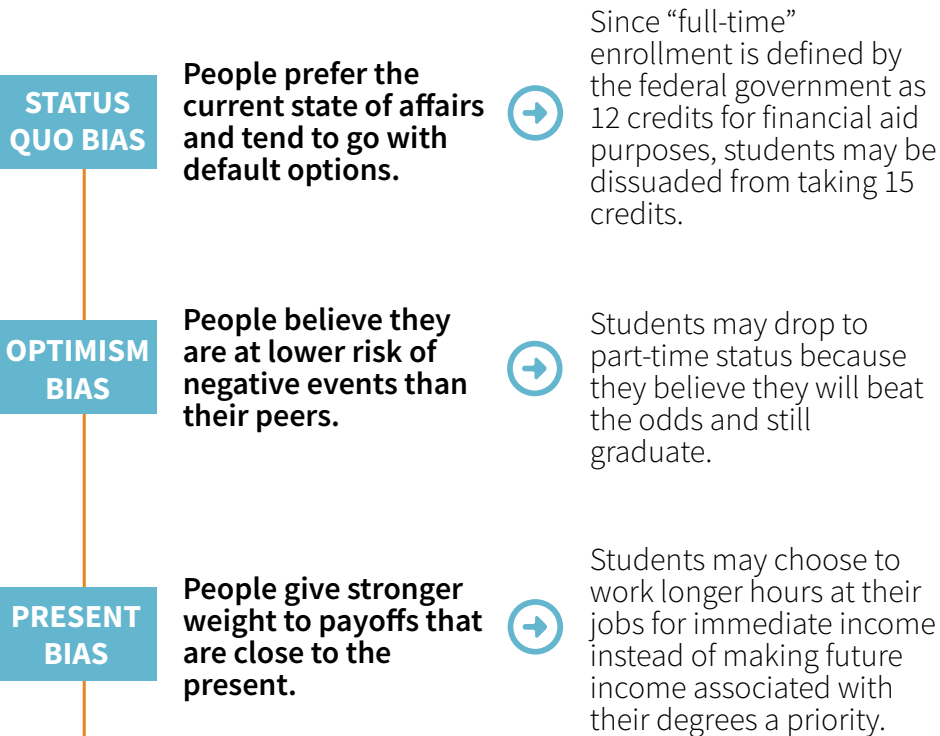 STATUS
QUO BIAS
People prefer the
current state of affairs
and tend to go with
default options.
Since “full-time”
enrollment is defined by
the federal government as
12 credits for financial aid
purposes, students may be
dissuaded from taking 15
credits.
OPTIMISM
BIAS
People believe they
are at lower risk of
negative events than
their peers.
Students may drop to
part-time status because
they believe they will beat
the odds and still
graduate.
PRESENT
BIAS
People give stronger
weight to payoffs that
are close to the
present.
Students may choose to
work longer hours at their
jobs for immediate income
instead of making future
income associated with
their degrees a priority.